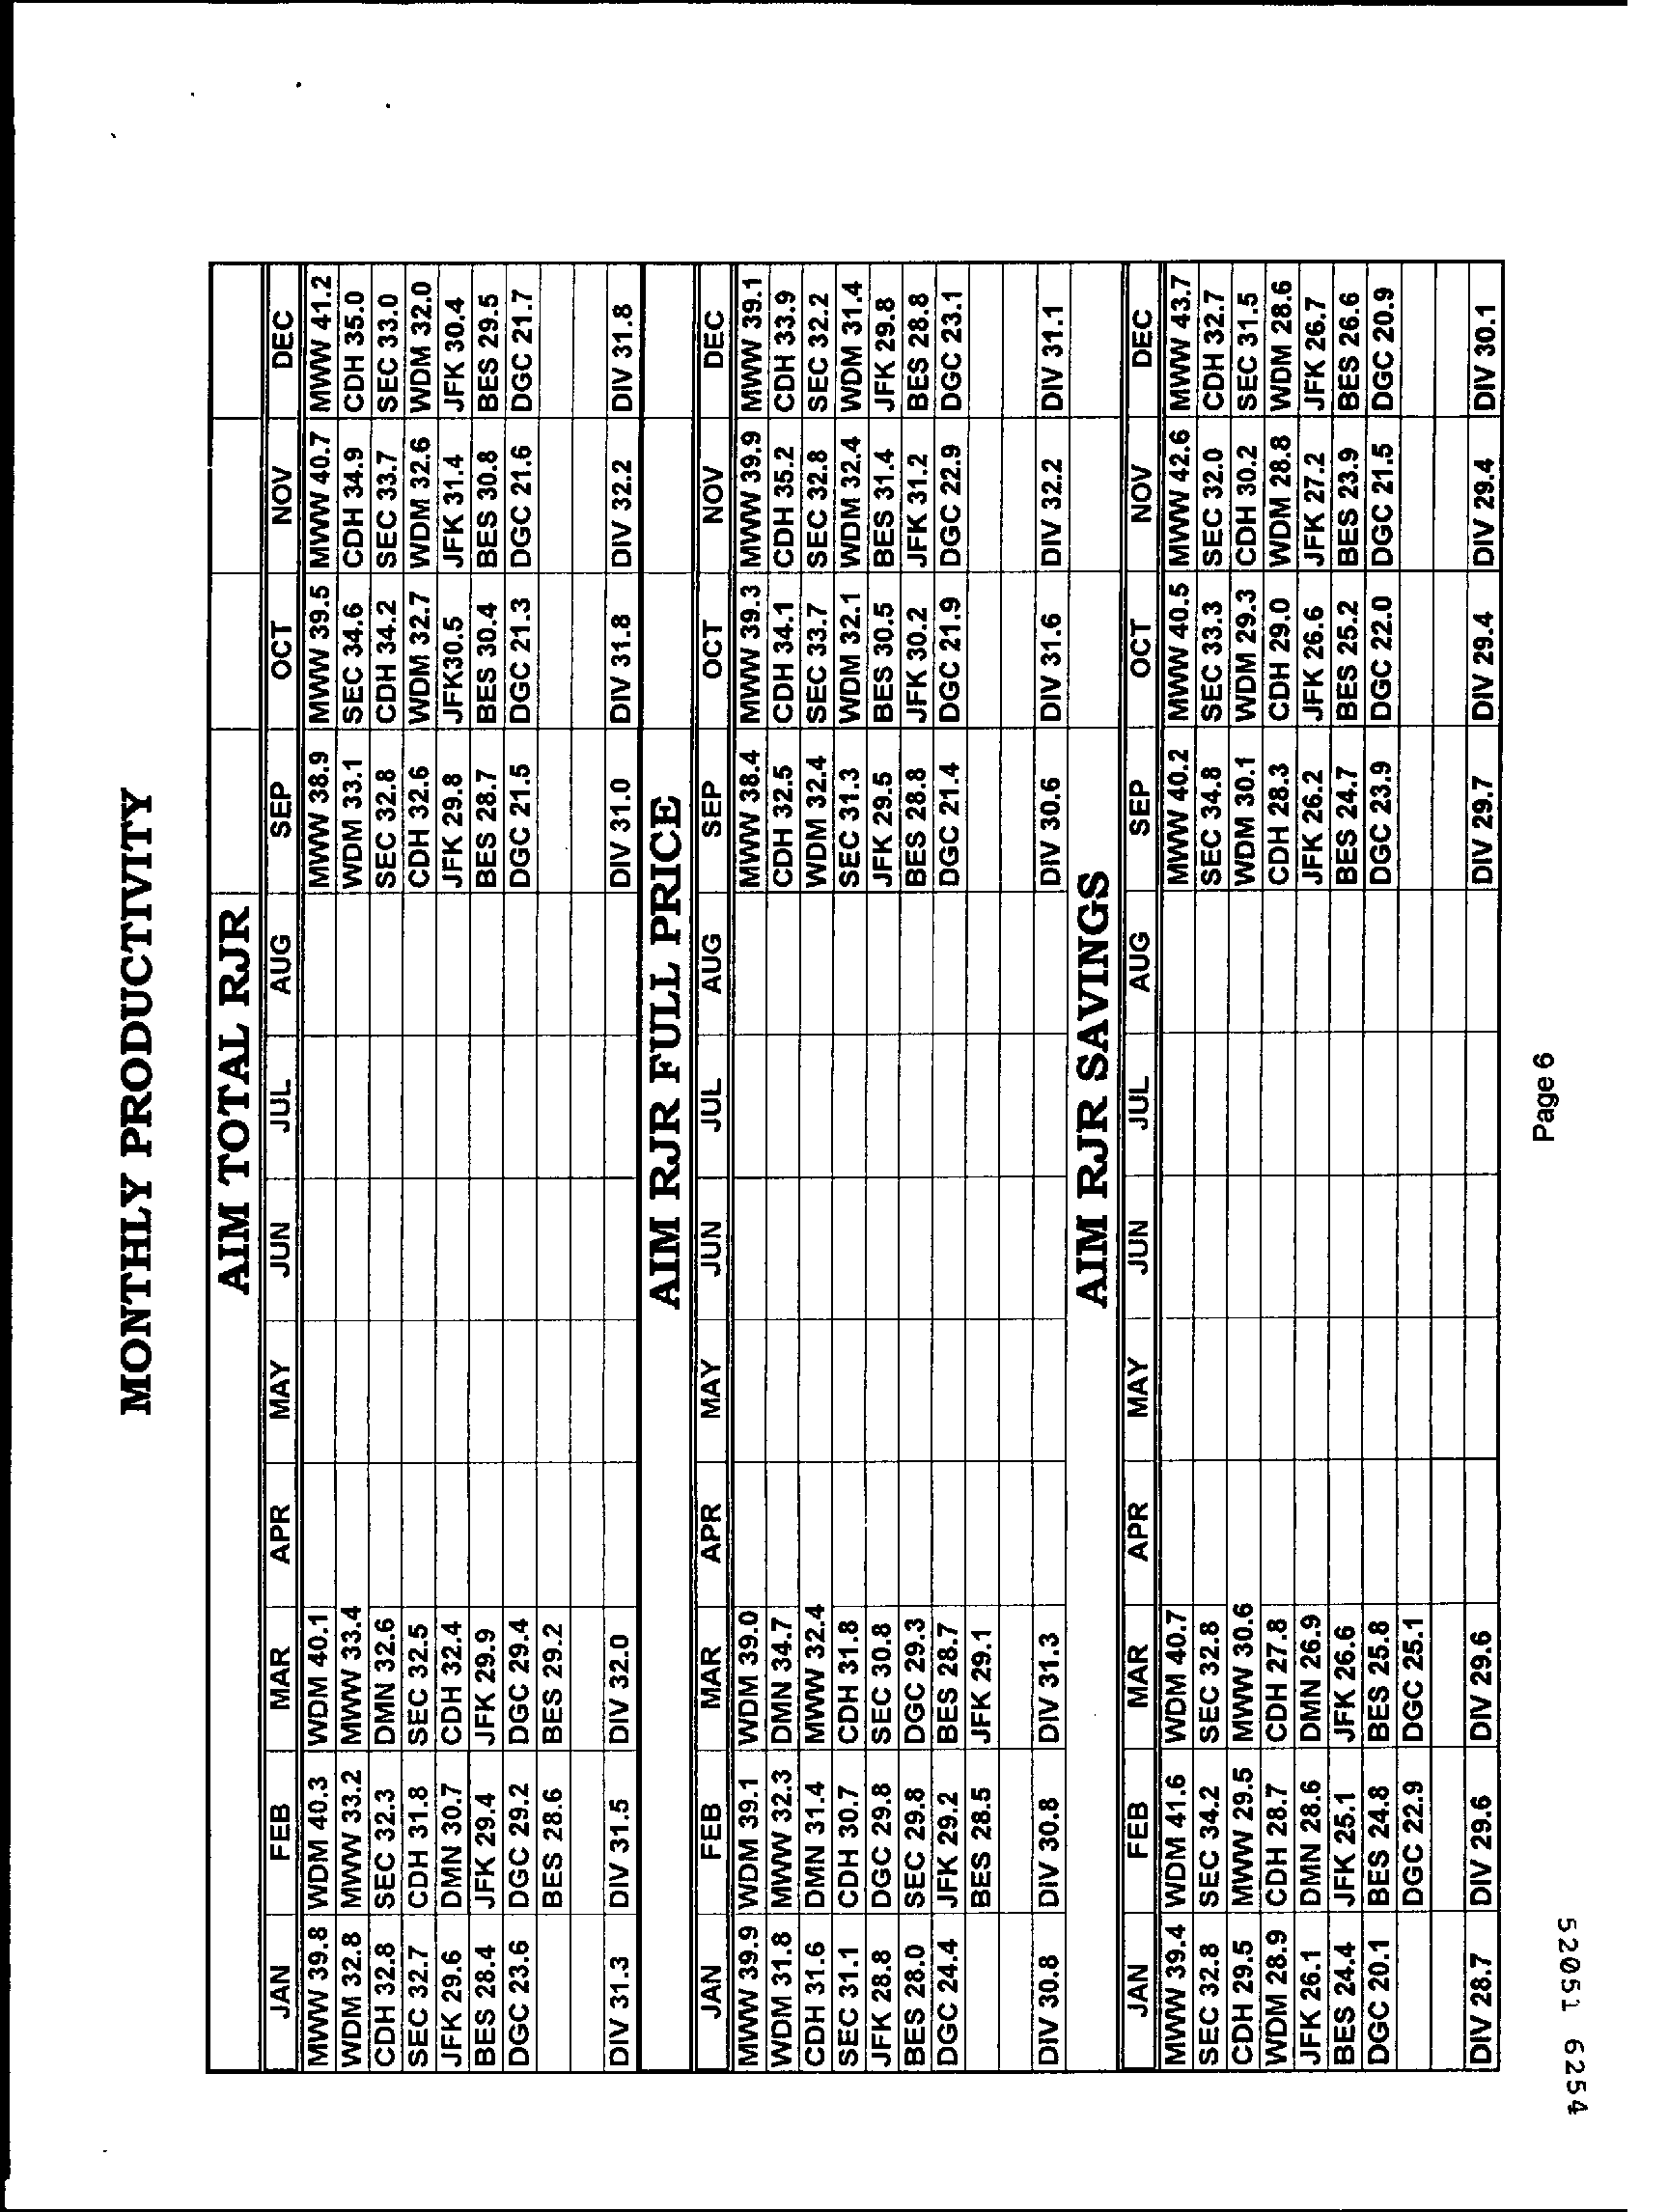 MONTHLY PRODUCTIVITY
AIM TOTAL RJR
JAN FEB MAR APR MAY JUN JUL AUG SEP OCT NOV DEC
MWW 39.8 WDM 40.3 WDM 40.1 MWW 38.9 MWW 39.5 MWW 40.7 MWW 41.2
WDM 32.8 MWW 33.2 MWW 33.4 WDM 33.1 SEC 34.6 CDH 34.9 CDH 35.0
CDH 32.8 SEC 32.3 DMN 32.6 SEC 32.8 CDH 34.2 SEC 33.7 SEC 33.0
SEC 32.7 CDH 31.8 SEC 32.5 CDH 32.6 WDM 32.7 WDM 32.6 WDM 32.0
JFK 29.6 DMN 30.7 CDH 32.4 JFK 29.8 JFK30.5 JFK 31.4 JFK 30.4
BES 28.4 JFK 29.4 JFK 29.9 BES 28.7 BES 30.4 BES 30.8 BES 29.5
DGC 23.6 DGC 29.2 DGC 29.4 DGC 21.5 DGC 21.3 DGC 21.6 DGC 21.7
BES 28.6 BES 29.2
DIV 31.3 DIV 31.5 DIV 32.0 DIV 31.0 DIV 31.8 DIV 32.2 DIV 31.8
AIM RJR FULL PRICE
JAN FEB MAR APR MAY JUN JUL AUG SEP OCT NOV DEC
MWW 39.9 WDM 39.1 WDM 39.0 MWW 38.4 MWW 39.3 MWW 39.9 MWW 39.1
WDM 31.8 MWW 32.3 DMN 34.7 CDH 32.5 CDH 34.1 CDH 35.2 CDH 33.9
CDH 31.6 DMN 31.4 MWW 32.4 WDM 32.4 SEC 33.7 SEC 32.8 SEC 32.2
SEC 31.1 CDH 30.7 CDH 31.8 SEC 31.3 WDM 32.1 WDM 32.4 WDM 31.4
JFK 28.8 DGC 29.8 SEC 30.8 JFK 29.5 BES 30.5 BES 31.4 JFK 29.8
BES 28.0 SEC 29.8 DGC 29.3 BES 28.8 JFK 30.2 JFK 31.2 BES 28.8
DGC 24.4 JFK 29.2 BES 28.7 DGC 21.4 DGC 21.9 DGC 22.9 DGC 23.1
BES 28.5 JFK 29.1
DIV 30.8 DIV 30.8 DIV 31.3 DIV 30.6 DIV 31.6 DIV 32.2 DIV 31.1
AIM RJR SAVINGS
JAN FEB MAR APR MAY JUN JUL AUG SEP OCT NOV DEC
MWW 39.4 WDM 41.6 WDM 40.7 MWW 40.2 MWW 40.5 MWW 42.6 MWW 43.7
SEC 32.8 SEC 34.2 SEC 32.8 SEC 34.8 SEC 33.3 SEC 32.0 CDH 32.7
CDH 29.5 MWW 29.5 MWW 30.6 WDM 30.1 WDM 29.3 CDH 30.2 SEC 31.5
WDM 28.9 CDH 28.7 CDH 27.8 CDH 28.3 CDH 29.0 WDM 28.8 WDM 28.6
JFK 26.1 DMN 28.6 DMN 26.9 JFK 26.2 JFK 26.6 JFK 27.2 JFK 26.7
BES 24.4 JFK 25.1 JFK 26.6 BES 24.7 BES 25.2 BES 23.9 BES 26.6
DGC 20.1 BES 24.8 BES 25.8 DGC 23.9 DGC 22.0 DGC 21.5 DGC 20.9
DGC 22.9 DGC 25.1
DIV 28.7 DIV 29.6 DIV 29.6 DIV 29.7 DIV 29.4 DIV 29.4 DIV 30.1
Page 6
52051 6254